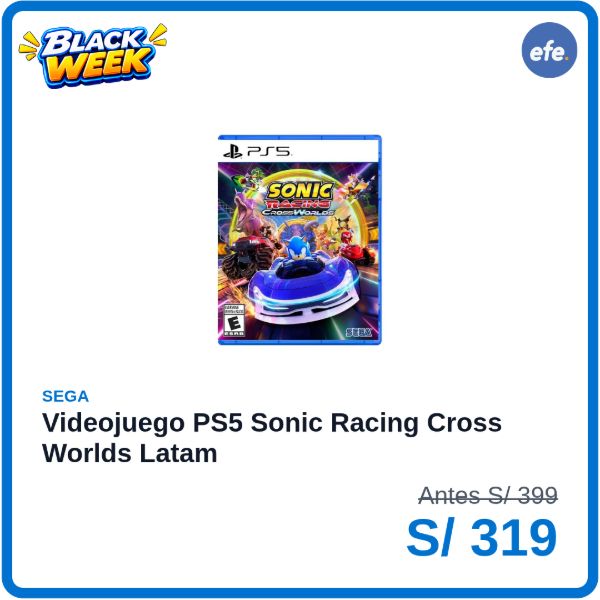 BLACK
WEEK
efe.
PS5
SONIC
RACING
CROSSWORLDS
E
ESRB
SEGA
SEGA
Videojuego PS5 Sonic Racing Cross
Worlds Latam
Antes S/ 399
S/ 319